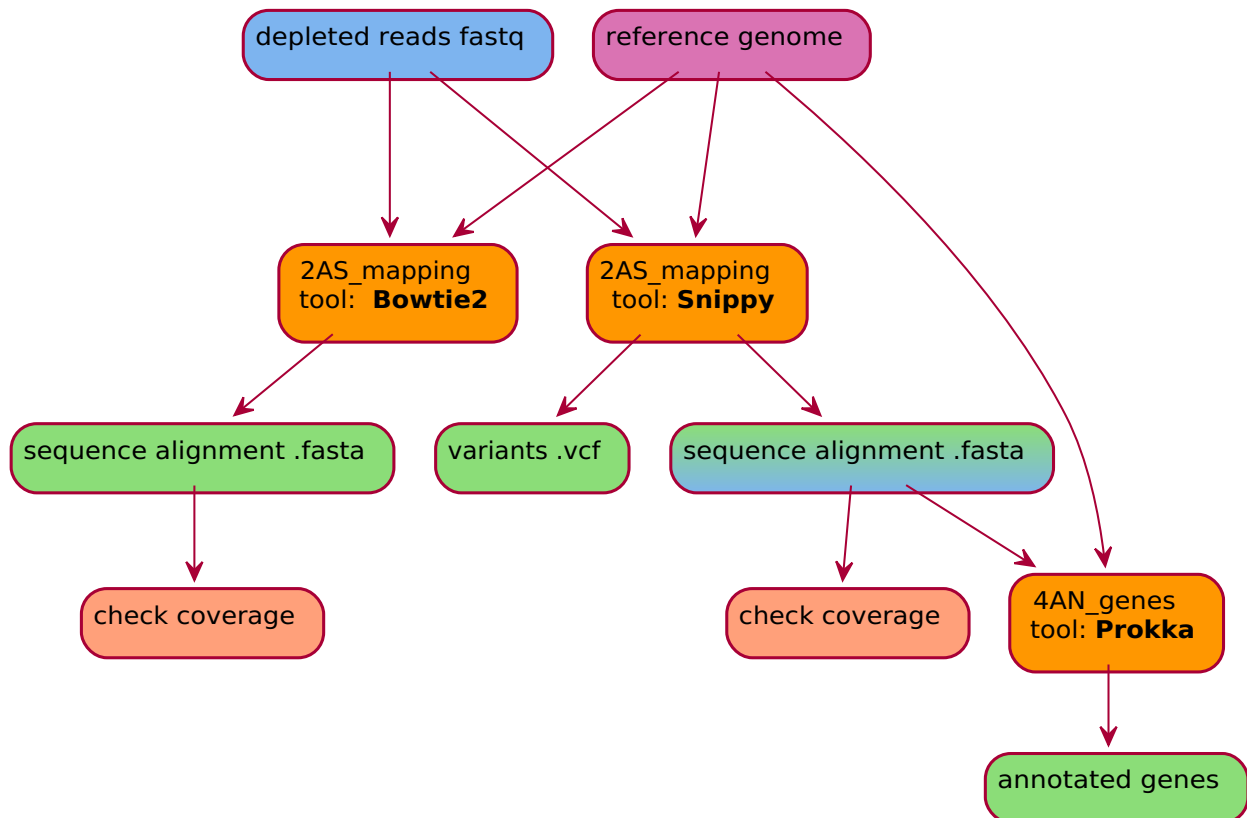 depleted reads fastq
reference genome
2AS_mapping
tool:  Bowtie2
2AS_mapping
tool: Snippy
sequence alignment .fasta
variants .vcf
sequence alignment .fasta
check coverage
check coverage
4AN_genes
tool: Prokka
annotated genes